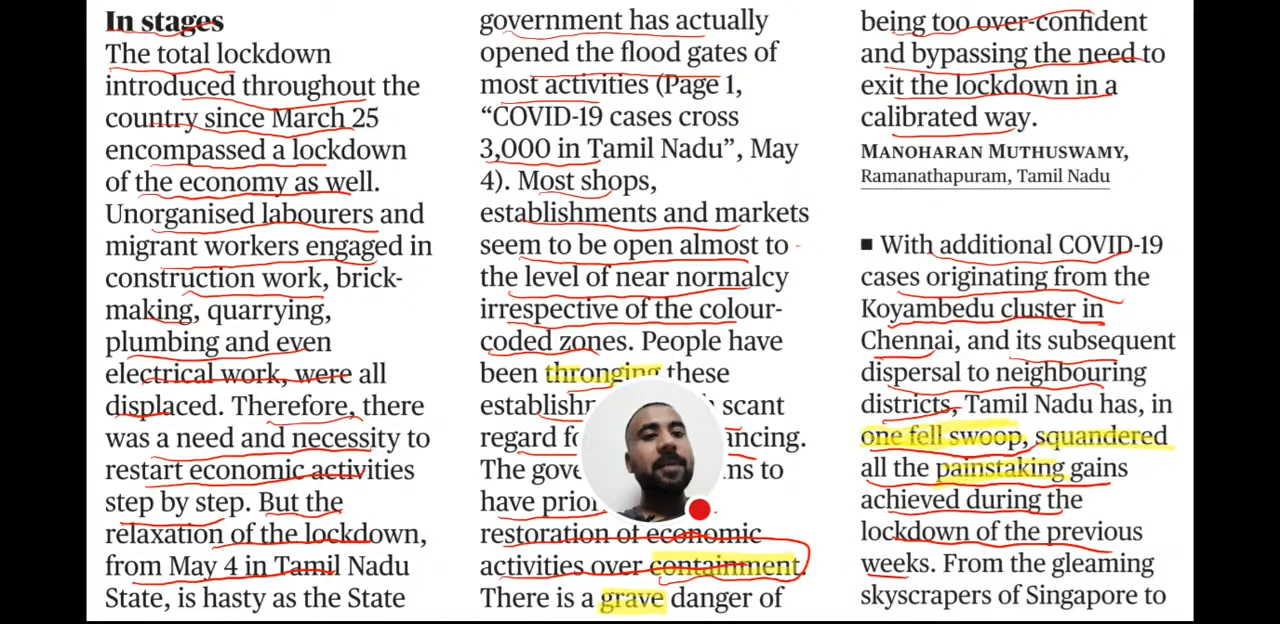 In stages
The total lockdown
introduced throughout the
country since March 25
encompassed a lockdown
of the economy as well.
Unorganised labourers and
migrant workers engaged in
construction work, brick-
making, quarrying,
plumbing and even
electrical work, were all
displaced. Therefore, there
was a need and necessity to
restart economic activities
step by step. But the
relaxation of the lockdown,
from May 4 in Tamil Nadu
State, is hasty as the State
government has actually
opened the flood gates of
most activities (Page 1,
“COVID-19 cases cross
3,000 in Tamil Nadu”, May
4). Most shops,
establishments and markets
seem to be open almost to
the level of near normalcy
irrespective of the colour-
coded zones. People have
been thronging these
scant
regard
The
to
have
restoration of economic
activities over containment.
There is a grave danger of
being too over-confident
and bypassing the need to
exit the lockdown in a
calibrated way.
MANOHARAN MUTHUSWAMY,
Ramanathapuram, Tamil Nadu
■ With additional COVID-19
cases originating from the
Koyambedu cluster in
Chennai, and its subsequent
dispersal to neighbouring
districts, Tamil Nadu has, in
one fell swoop, squandered
all the painstaking gains
achieved during the
lockdown of the previous
weeks. From the gleaming
skyscrapers of Singapore to